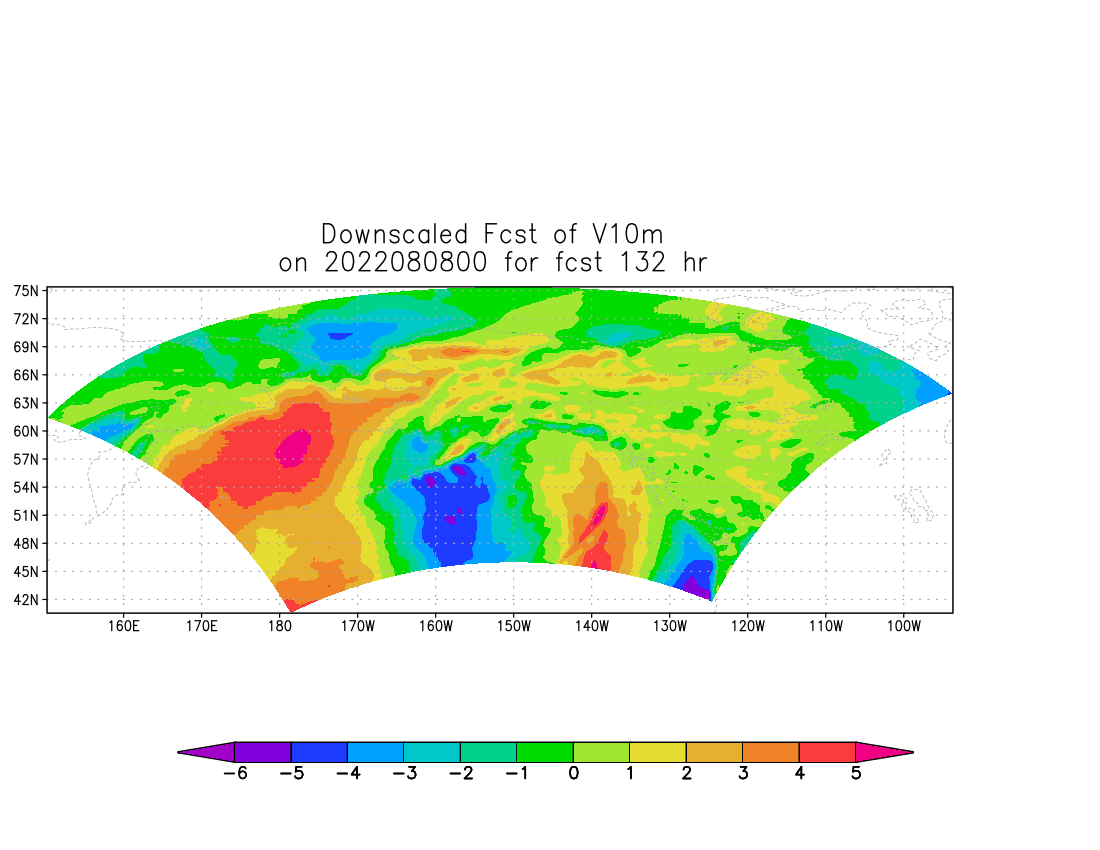 Downscaled Fcst of V10m
on 2022080800 for fcst 132 hr
75N
72N
69N
66N
63N
60N
57N
54N
51N
48N
45N
42N
160E 170E 180 170W 160W 150W 140W 130W 120W 110W 100W
−6 −5 −4 −3 −2 −1 0 1 2 3 4 5